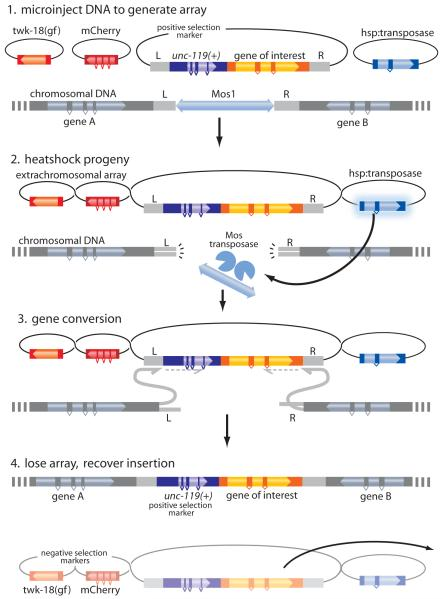 1. microinject DNA to generate array
twk-18(gf) mCherry positive selection marker hsp:transposase
L unc-119(+) gene of interest R
chromosomal DNA L Mos1 R
gene A gene B
2. heatshock progeny
extrachromosomal array hsp:transposase
L R
chromosomal DNA L Mos transposase R
3. gene conversion
L R
L R
4. lose array, recover insertion
gene A unc-119(+) gene of interest gene B
positive selection
marker
negative selection
markers
twk-18(gf) mCherry